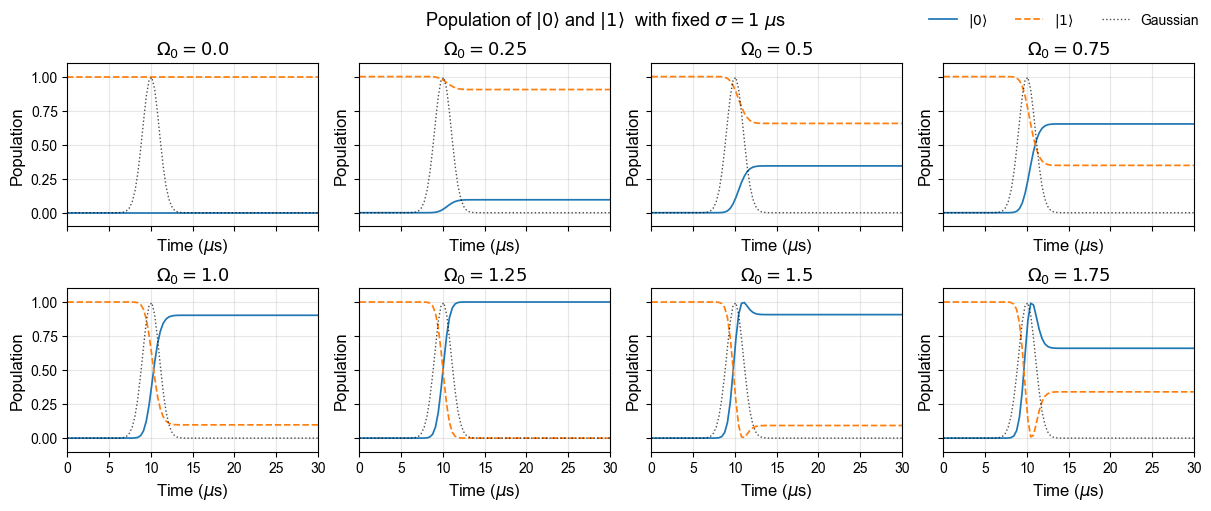 Population of |0⟩ and |1⟩ with fixed σ = 1 μs
|0⟩ |1⟩ Gaussian
Ω₀ = 0.0 Ω₀ = 0.25 Ω₀ = 0.5 Ω₀ = 0.75
1.00
0.75
0.50
0.25
0.00
Population Population Population Population
Time (μs) Time (μs) Time (μs) Time (μs)
Ω₀ = 1.0 Ω₀ = 1.25 Ω₀ = 1.5 Ω₀ = 1.75
1.00
0.75
0.50
0.25
0.00
Population Population Population Population
0 5 10 15 20 25 30 0 5 10 15 20 25 30 0 5 10 15 20 25 30 0 5 10 15 20 25 30
Time (μs) Time (μs) Time (μs) Time (μs)